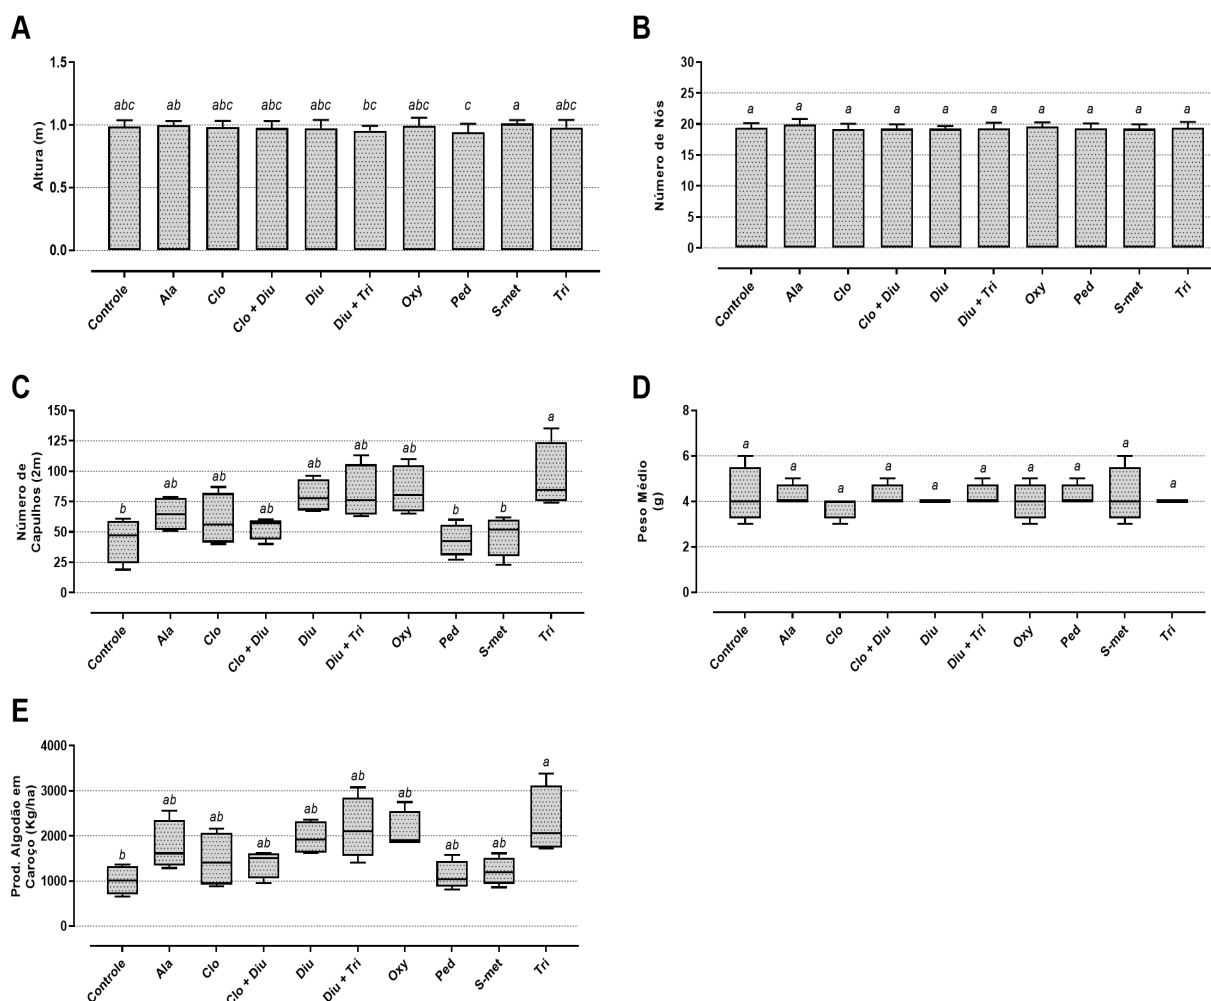 A
Altura (m)
1.5
1.0
0.5
0.0
abc ab abc abc abc bc abc c a abc
Controle Ala Clo Clo + Diu Diu Diu + Tri Oxy Ped S-met Tri
B
Número de Nós
30
25
20
15
10
5
0
a a a a a a a a a a
Controle Ala Clo Clo + Diu Diu Diu + Tri Oxy Ped S-met Tri
C
Número de
Capulhos (2m)
150
125
100
75
50
25
0
b ab ab ab ab ab ab b b a
Controle Ala Clo Clo + Diu Diu Diu + Tri Oxy Ped S-met Tri
D
Peso Médio
(g)
8
6
4
2
0
a a a a a a a a a a
Controle Ala Clo Clo + Diu Diu Diu + Tri Oxy Ped S-met Tri
E
Prod. Algodão em
Caroço (Kg/ha)
4000
3000
2000
1000
0
b ab ab ab ab ab ab ab ab a
Controle Ala Clo Clo + Diu Diu Diu + Tri Oxy Ped S-met Tri